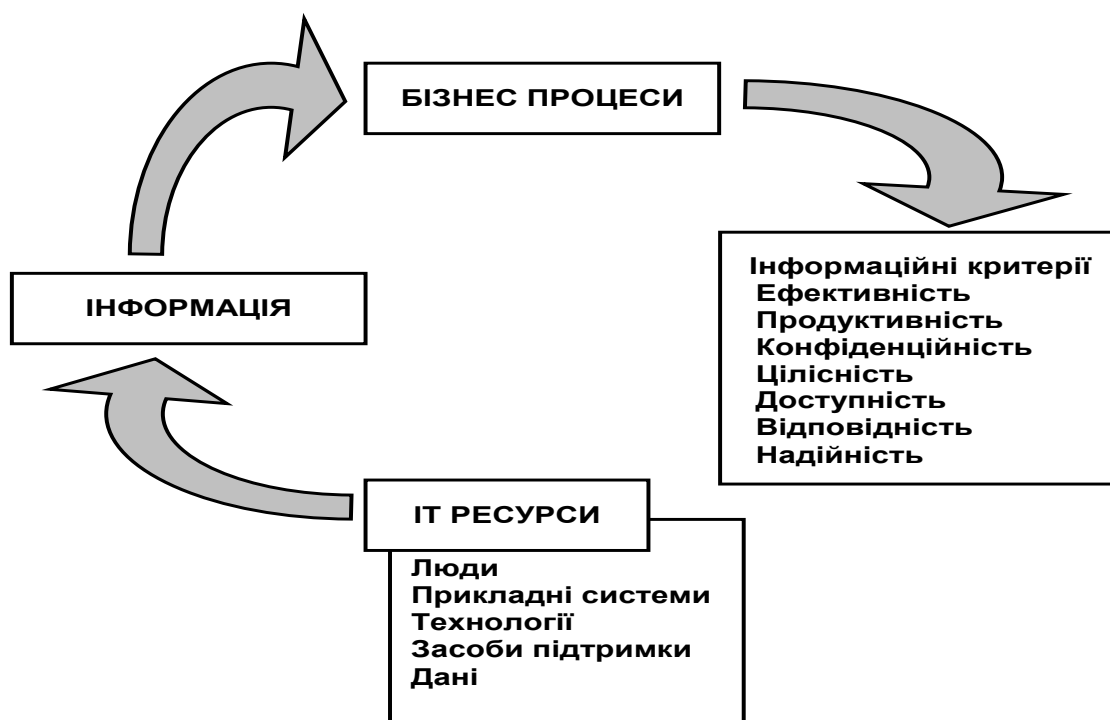 БІЗНЕС ПРОЦЕСИ
ІНФОРМАЦІЯ
Інформаційні критерії
Ефективність
Продуктивність
Конфіденційність
Цілісність
Доступність
Відповідність
Надійність
ІТ РЕСУРСИ
Люди
Прикладні системи
Технології
Засоби підтримки
Дані